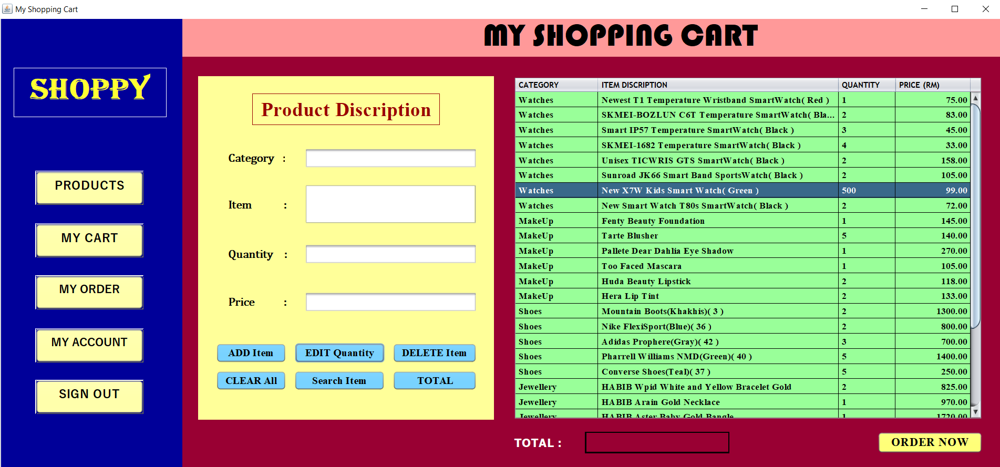 My Shopping Cart
MY SHOPPING CART
SHOPPY
PRODUCTS
MY CART
MY ORDER
MY ACCOUNT
SIGN OUT
Product Discription
Category :
Item :
Quantity :
Price :
ADD Item EDIT Quantity DELETE Item
CLEAR All Search Item TOTAL
CATEGORY ITEM DISCRIPTION QUANTITY PRICE (RM)
Watches Newest T1 Temperature Wristband SmartWatch( Red ) 1 75.00
Watches SKMEI-BOZLUN C6T Temperature SmartWatch( Bla... 2 83.00
Watches Smart IP57 Temperature SmartWatch( Black ) 3 45.00
Watches SKMEI-1682 Temperature SmartWatch( Black ) 4 33.00
Watches Unisex TICWRIS GTS SmartWatch( Black ) 2 158.00
Watches Sunroad JK66 Smart Band SportsWatch( Black ) 2 105.00
Watches New X7W Kids Smart Watch( Green ) 500 99.00
Watches New Smart Watch T80s SmartWatch( Black ) 2 72.00
MakeUp Fenty Beauty Foundation 1 145.00
MakeUp Tarte Blusher 5 140.00
MakeUp Pallete Dear Dahlia Eye Shadow 1 270.00
MakeUp Too Faced Mascara 1 105.00
MakeUp Huda Beauty Lipstick 2 118.00
MakeUp Hera Lip Tint 2 133.00
Shoes Mountain Boots(Khakhis)( 3 ) 2 1300.00
Shoes Nike FlexiSport(Blue)( 36 ) 2 800.00
Shoes Adidas Prophere(Gray)( 42 ) 3 700.00
Shoes Pharrell Williams NMD(Green)( 40 ) 5 1400.00
Shoes Converse Shoes(Teal)( 37 ) 5 250.00
Jewellery HABIB Wpid White and Yellow Bracelet Gold 2 825.00
Jewellery HABIB Arain Gold Necklace 1 970.00
Jewellery HABIB Aster Baby Gold Bangle 1 1720.00
TOTAL :
ORDER NOW